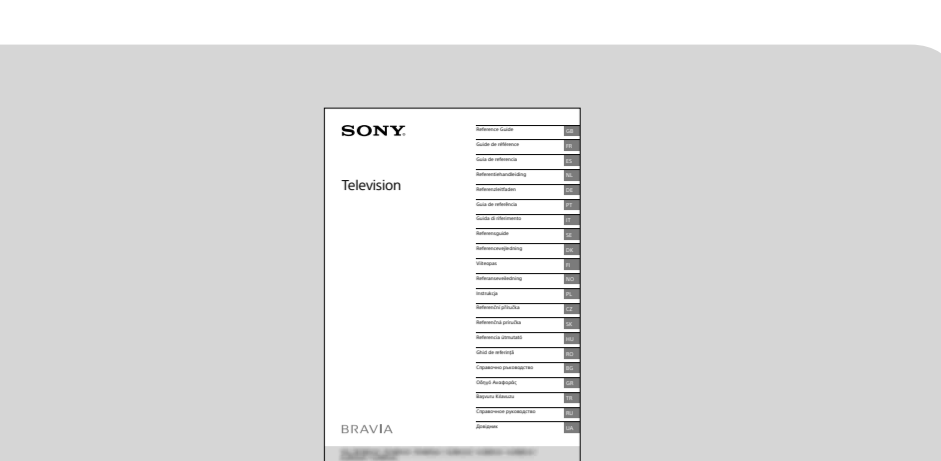 SONY®
Television
Reference Guide GB
Guide de référence FR
Guía de referencia ES
Referentiehandleiding NL
Referenzleitfaden DE
Guia de referência PT
Guida di riferimento IT
Referensguide SE
Referencevejledning DK
Viiteopas FI
Referanseveiledning NO
Instrukcja PL
Referenční příručka CZ
Referenčná príručka SK
Referencia útmutató HU
Ghid de referinţă RO
Справочно ръководство BG
Οδηγό Αναφοράς GR
Başvuru Kılavuzu TR
Справочное руководство RU
Довідник UA
BRAVIA